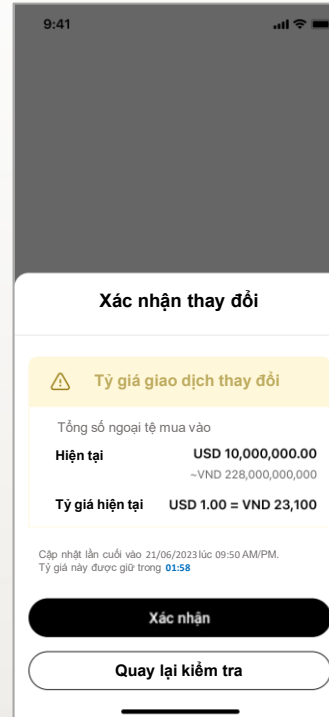 9:41
Xác nhận thay đổi
Tỷ giá giao dịch thay đổi
Tổng số ngoại tệ mua vào
Hiện tại USD 10,000,000.00
~VND 228,000,000,000
Tỷ giá hiện tại USD 1.00 = VND 23,100
Cập nhật lần cuối vào 21/06/2023 lúc 09:50 AM/PM.
Tỷ giá này được giữ trong 01:58
Xác nhận
Quay lại kiểm tra